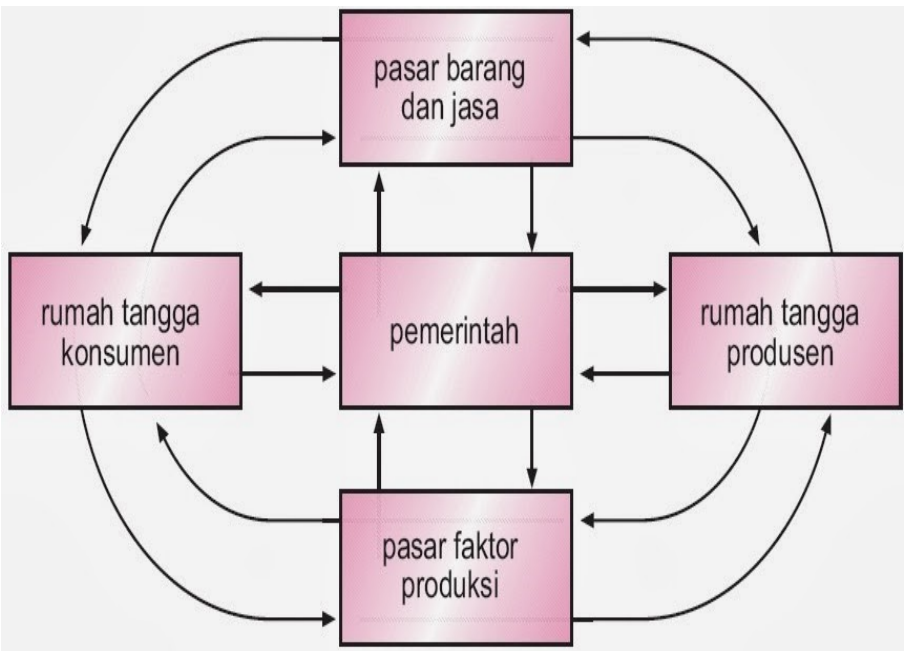 pasar barang
dan jasa
rumah tangga
konsumen
pemerintah
rumah tangga
produsen
pasar faktor
produksi